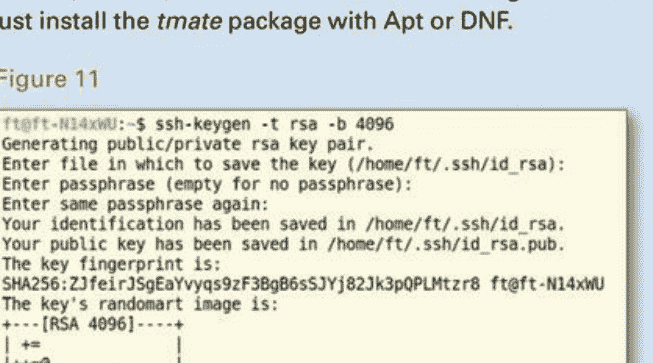 ust install the tmate package with Apt or DNF.
Figure 11
ft@ft-N14xWU:~$ ssh-keygen -t rsa -b 4096
Generating public/private rsa key pair.
Enter file in which to save the key (/home/ft/.ssh/id_rsa):
Enter passphrase (empty for no passphrase):
Enter same passphrase again:
Your identification has been saved in /home/ft/.ssh/id_rsa.
Your public key has been saved in /home/ft/.ssh/id_rsa.pub.
The key fingerprint is:
SHA256:ZJfeirJSgEaYvyqs9zF3BgB6sSJYj82Jk3pQPLMtzr8 ft@ft-N14xWU
The key's randomart image is:
+---[RSA 4096]----+
| += |